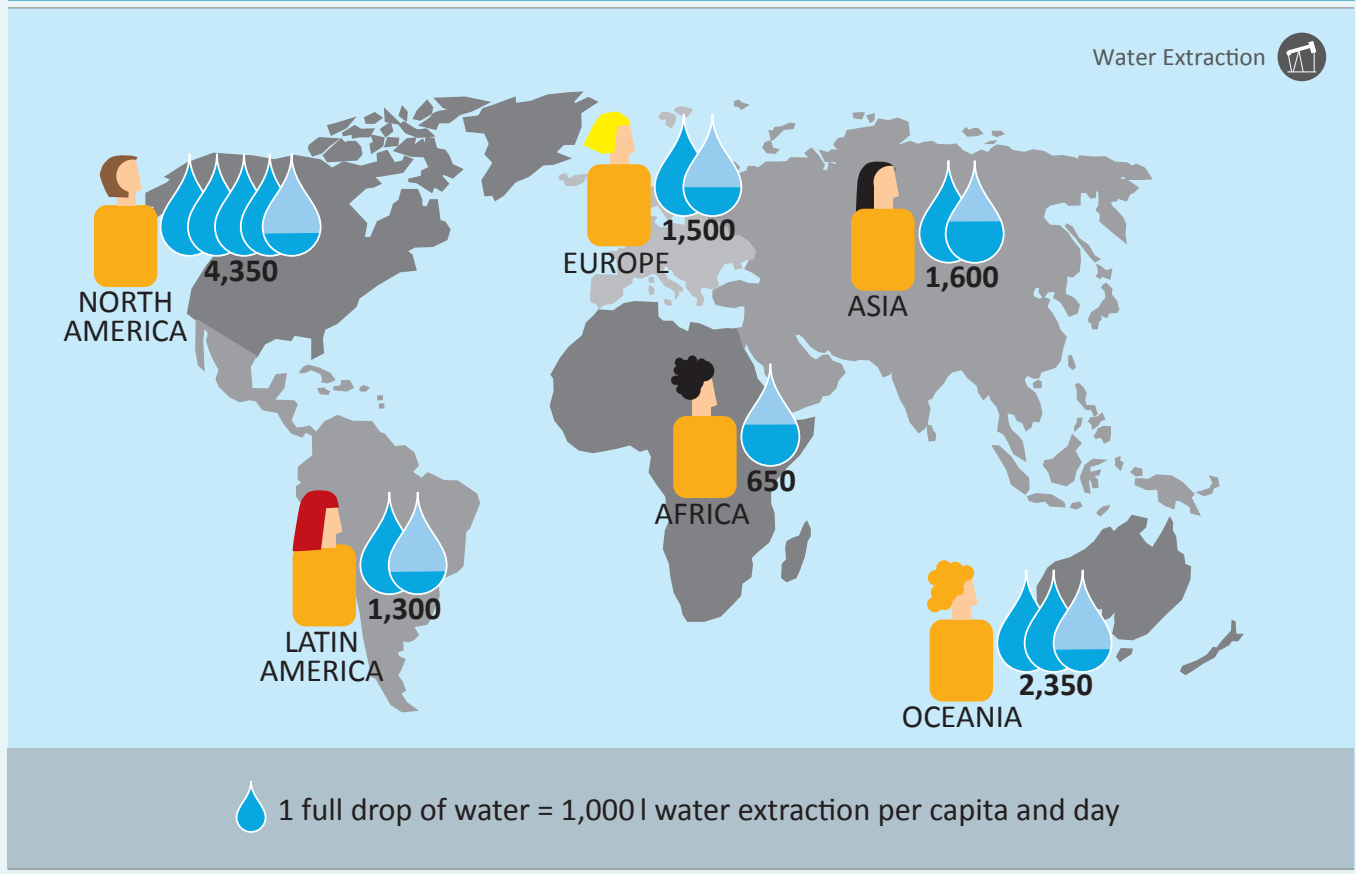 Water Extraction
4,350
NORTH
AMERICA
1,500
EUROPE
1,600
ASIA
650
AFRICA
1,300
LATIN
AMERICA
2,350
OCEANIA
1 full drop of water = 1,000 l water extraction per capita and day